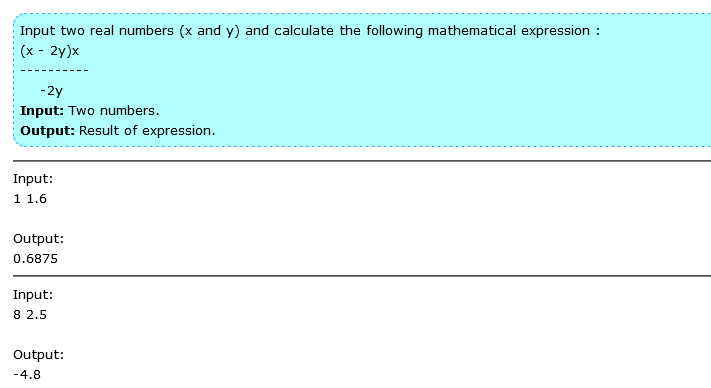 Input two real numbers (x and y) and calculate the following mathematical expression :
(x - 2y)x
----------
-2y
Input: Two numbers.
Output: Result of expression.
Input:
1 1.6
Output:
0.6875
Input:
8 2.5
Output:
-4.8